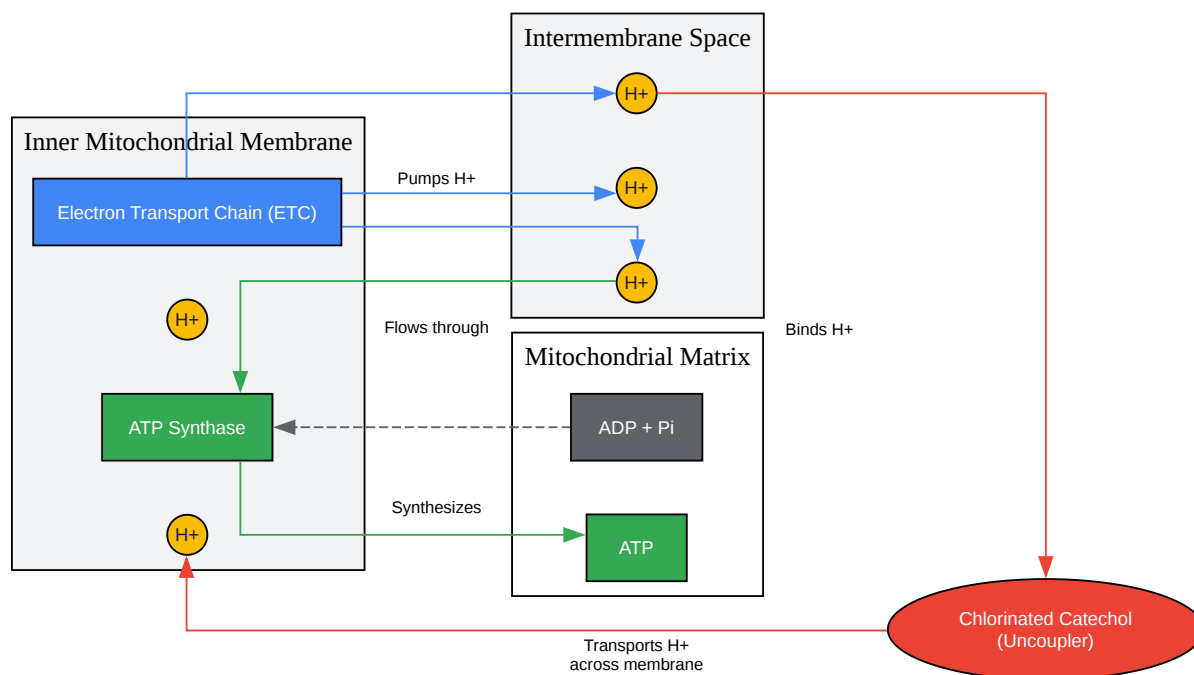 Intermembrane Space
H+
Inner Mitochondrial Membrane
Pumps H+
H+
Electron Transport Chain (ETC)
H+
H+
Flows through
Binds H+
Mitochondrial Matrix
ATP Synthase
ADP + Pi
Synthesizes
H+
ATP
Chlorinated Catechol
(Uncoupler)
Transports H+
across membrane